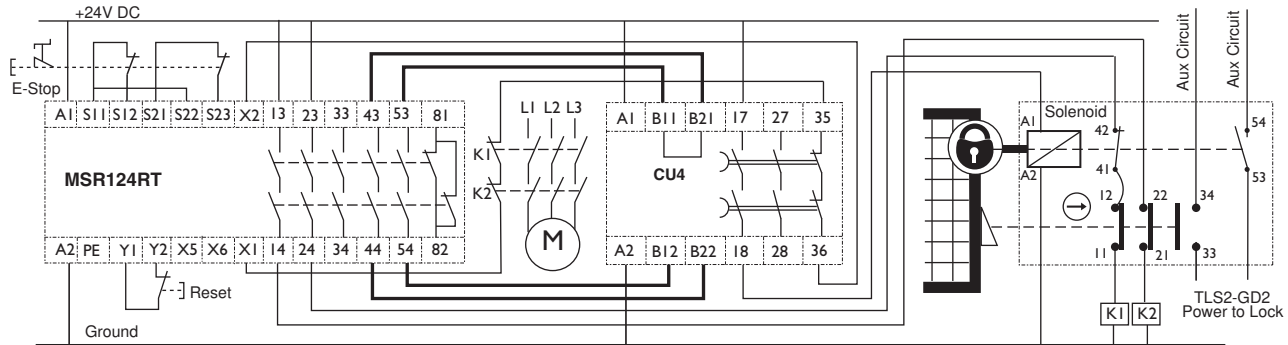 +24V DC
Aux Circuit
Aux Circuit
E-Stop
A1 S11 S12 S21 S22 S23 X2 13 23 33 43 53 81
L1 L2 L3
A1 B11 B21 17 27 35
Solenoid
A1
42
54
K1
MSR124RT
CU4
A2
41
53
K2
12 22 34
M
A2 PE Y1 Y2 X5 X6 X1 14 24 34 44 54 82
A2 B12 B22 18 28 36
11 21 33
Reset
K1 K2
TLS2-GD2
Power to Lock
Ground